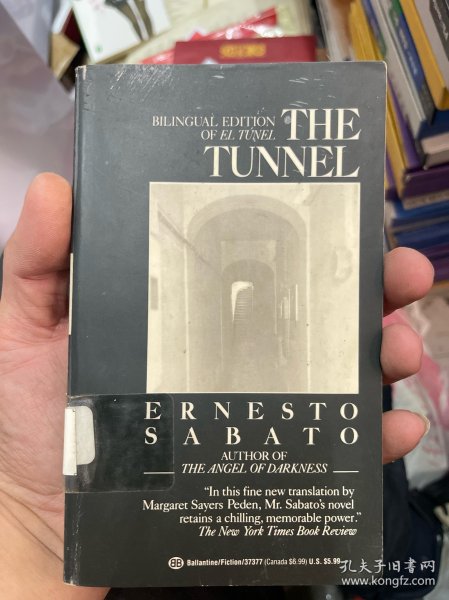 BILINGUAL EDITION THE
OF EL TÚNEL
TUNNEL
ERNESTO
SABATO
AUTHOR OF
THE ANGEL OF DARKNESS
“In this fine new translation by
Margaret Sayers Peden, Mr. Sabato's novel
retains a chilling, memorable power.”
The New York Times Book Review
BB Ballantine/Fiction/37377 (Canada $6.99) U.S. $5.99
孔夫子旧书网
www.kongfz.com